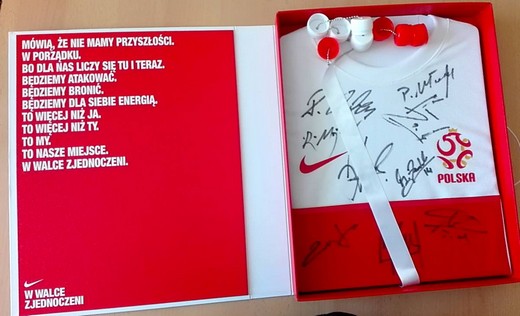 MÓWIĄ, ŻE NIE MAMY PRZYSZŁOŚCI.
W PORZĄDKU.
BO DLA NAS LICZY SIĘ TU I TERAZ.
BĘDZIEMY ATAKOWAĆ.
BĘDZIEMY BRONIĆ.
BĘDZIEMY DLA SIEBIE ENERGIĄ.
TO WIĘCEJ NIŻ JA.
TO WIĘCEJ NIŻ TY.
TO MY.
TO NASZE MIEJSCE.
W WALCE ZJEDNOCZENI.
W WALCE
ZJEDNOCZENI
POLSKA